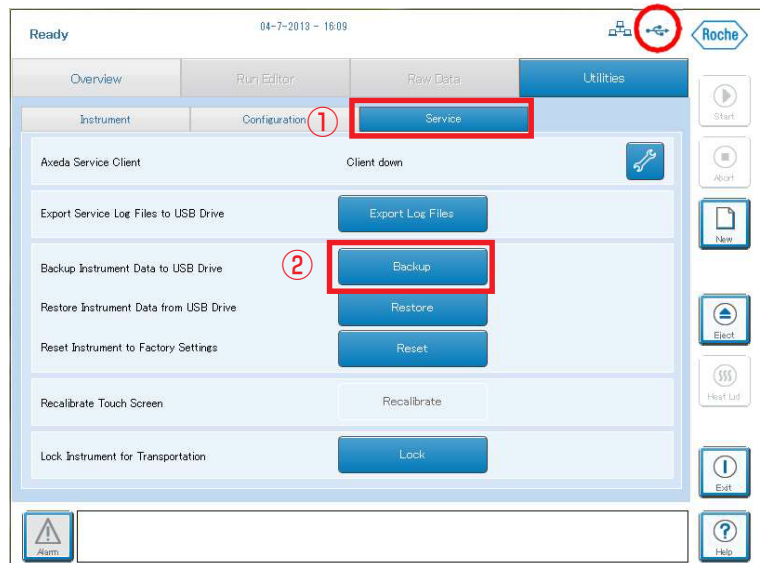 Ready 04-7-2013 - 16:09 Roche
Overview Run Editor Raw Data Utilities
Start
Instrument Configuration ① Service
Axeda Service Client Client down
Abort
Export Service Log Files to USB Drive Export Log Files
New
Backup Instrument Data to USB Drive ② Backup
Restore Instrument Data from USB Drive Restore
Eject
Reset Instrument to Factory Settings Reset
Recalibrate Touch Screen Recalibrate
Heat Lid
Lock Instrument for Transportation Lock
Exit
Alarm
Help